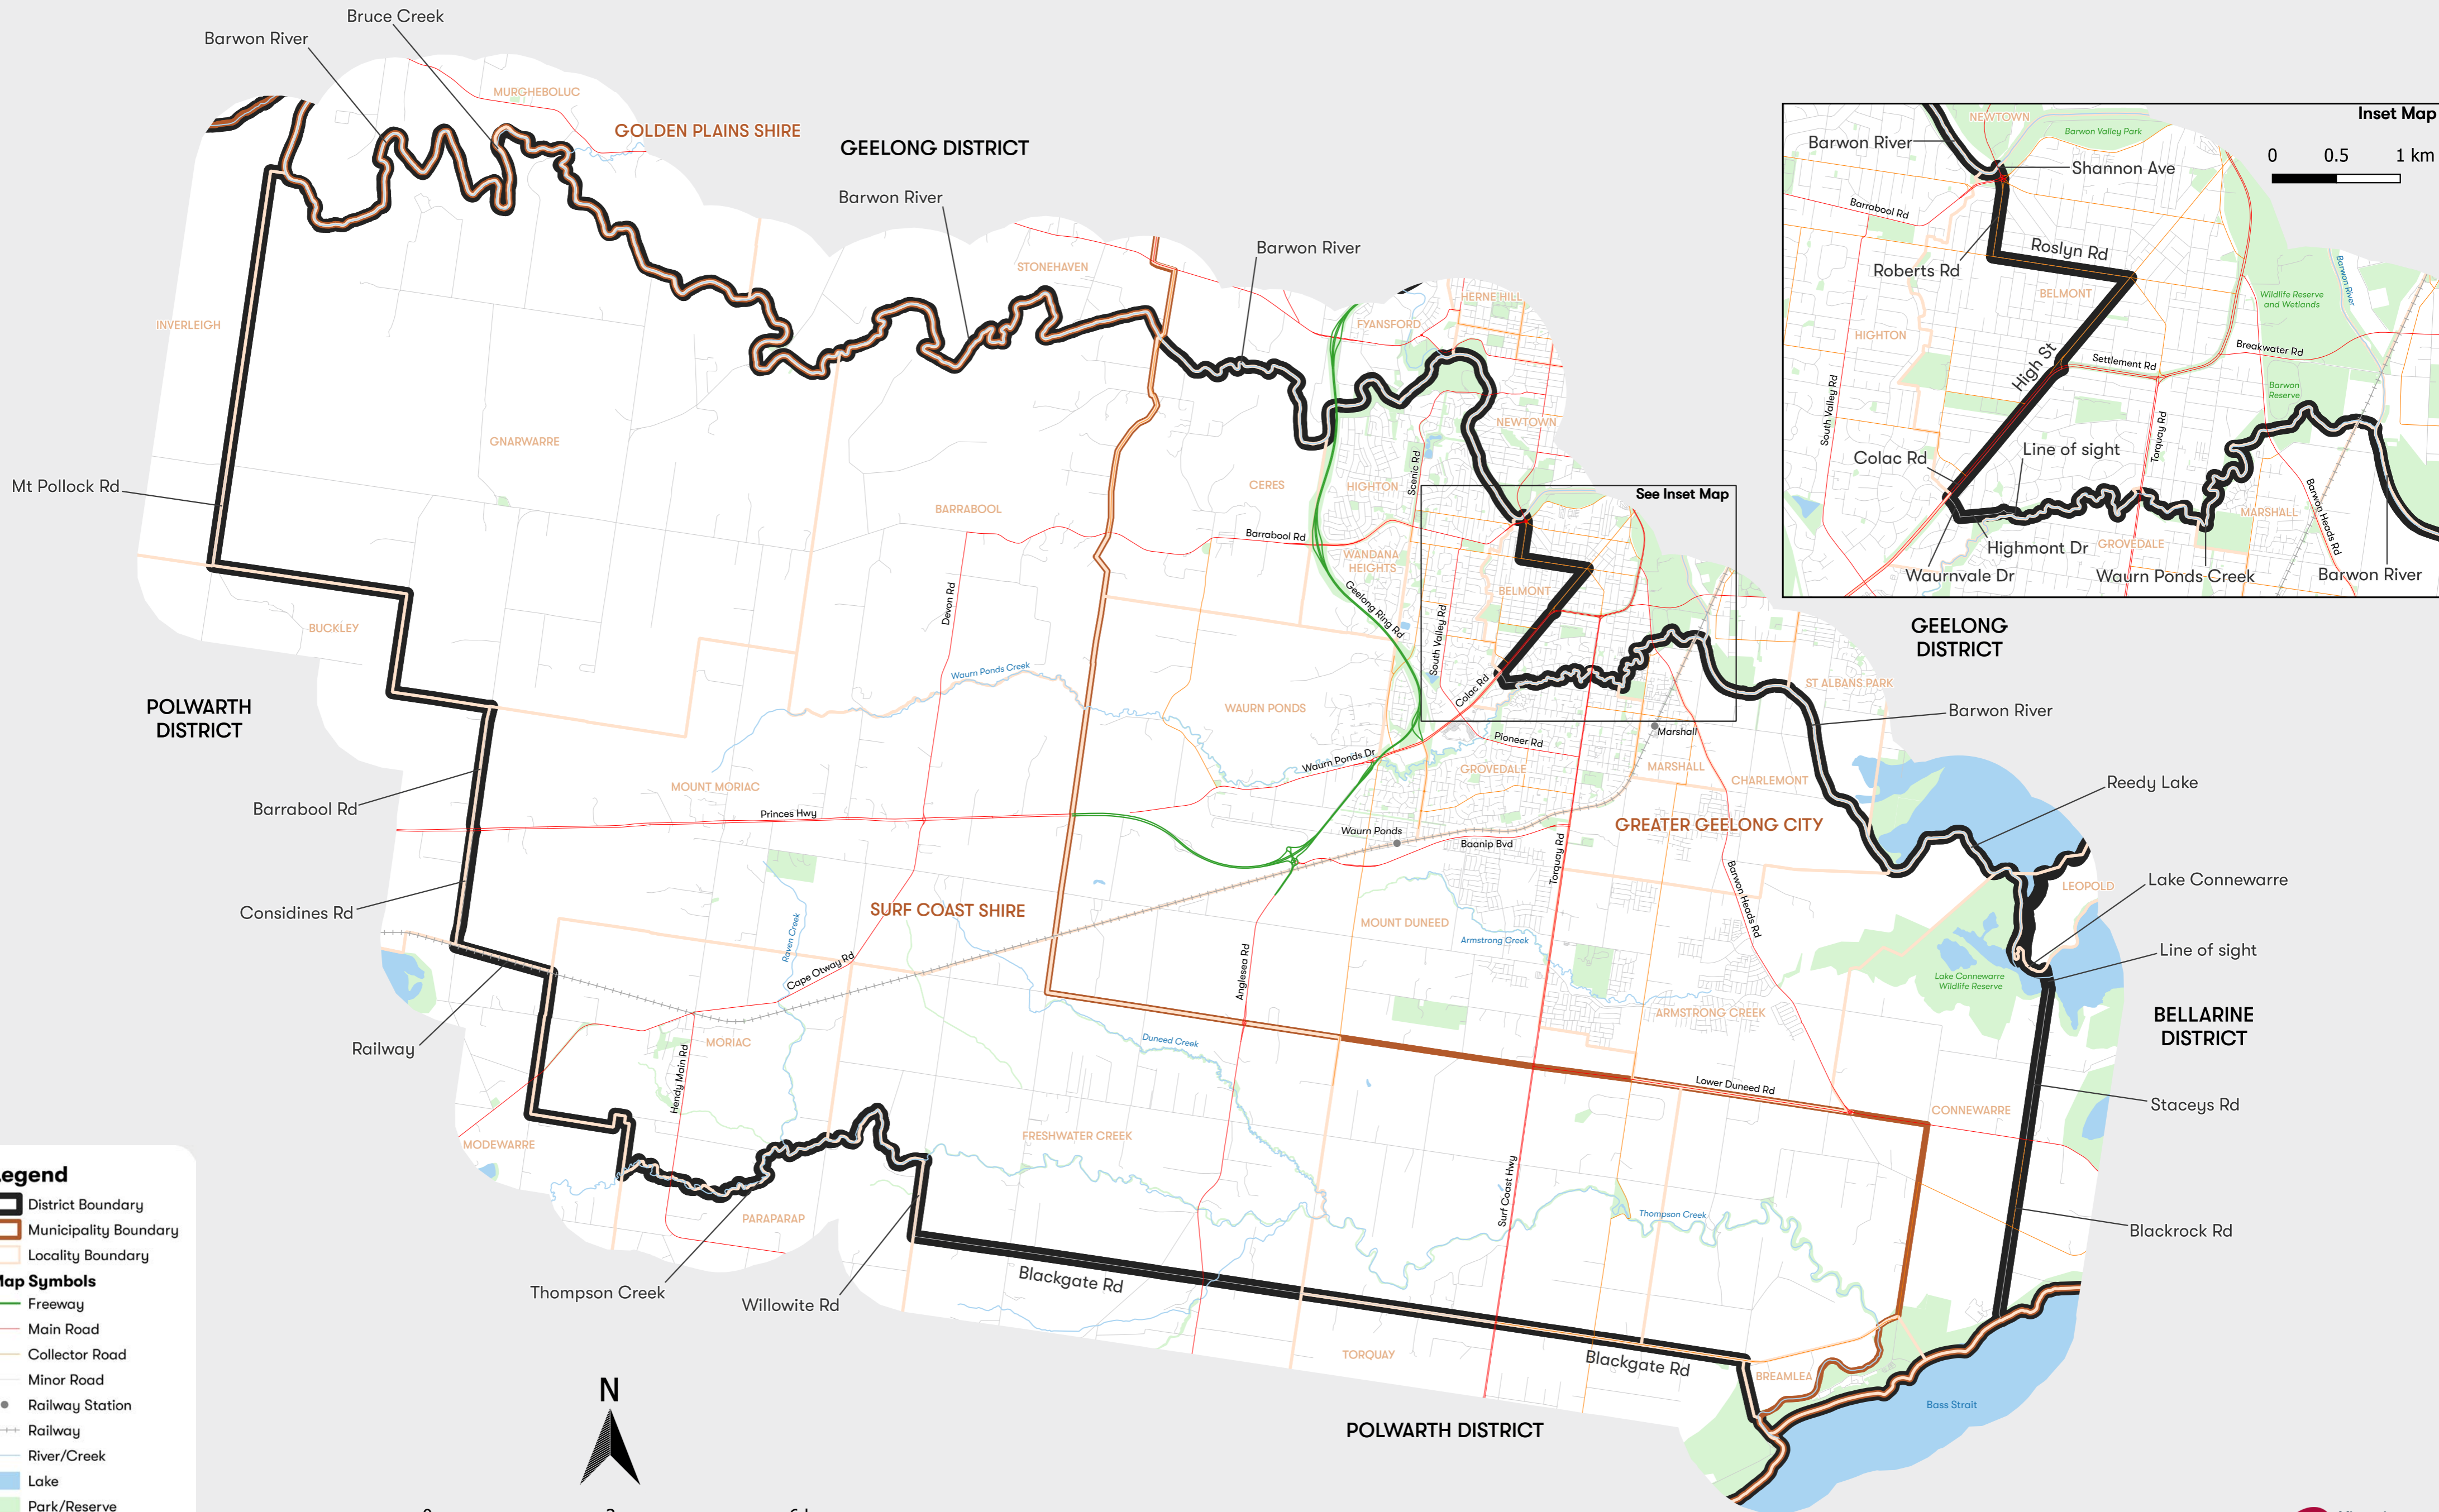 Bruce Creek
Barwon River
MURGHEBOLUC
GOLDEN PLAINS SHIRE
GEELONG DISTRICT
Barwon River
STONEHAVEN
Barwon River
HERNE HILL
FYANSFORD
INVERLEIGH
GNARWARRE
NEWTOWN
Mt Pollock Rd
BARRABOOL
CERES
HIGHTON
Scenic Rd
See Inset Map
Barrabool Rd
WANDANA
HEIGHTS
Devon Rd
Geelong Ring Rd
BELMONT
BUCKLEY
South Valley Rd
Waurn Ponds Creek
Colac Rd
ST ALBANS PARK
POLWARTH
DISTRICT
WAURN PONDS
Barwon River
Marshall
Pioneer Rd
Waurn Ponds Dr
GROVEDALE
MARSHALL
CHARLEMONT
MOUNT MORIAC
Reedy Lake
Barrabool Rd
Princes Hwy
GREATER GEELONG CITY
Waurn Ponds
Baanip Bvd
Torquay Rd
Barwon Heads Rd
LEOPOLD
Lake Connewarre
Considines Rd
SURF COAST SHIRE
MOUNT DUNEED
Raven Creek
Armstrong Creek
Line of sight
Cape Otway Rd
Anglesea Rd
Lake Connewarre
Wildlife Reserve
ARMSTRONG CREEK
BELLARINE
DISTRICT
Railway
MORIAC
Duneed Creek
Hendy Main Rd
Lower Duneed Rd
CONNEWARRE
Staceys Rd
MODEWARRE
FRESHWATER CREEK
Surf Coast Hwy
Thompson Creek
PARAPARAP
Blackrock Rd
Thompson Creek
Willowite Rd
Blackgate Rd
TORQUAY
Blackgate Rd
BREAMLEA
Bass Strait
POLWARTH DISTRICT
N
Inset Map
0 0.5 1 km
NEWTOWN
Barwon Valley Park
Barwon River
Shannon Ave
Barrabool Rd
Roslyn Rd
Roberts Rd
Barwon River
BELMONT
Wildlife Reserve
and Wetlands
HIGHTON
High St
Settlement Rd
Breakwater Rd
Barwon
Reserve
South Valley Rd
Torquay Rd
Line of sight
Colac Rd
Barwon Heads Rd
MARSHALL
Highmont Dr
GROVEDALE
Waurnvale Dr
Waurn Ponds Creek
Barwon River
GEELONG
DISTRICT
District Boundary
Municipality Boundary
Locality Boundary
Map Symbols
Freeway
Main Road
Collector Road
Minor Road
Railway Station
Railway
River/Creek
Lake
Park/Reserve